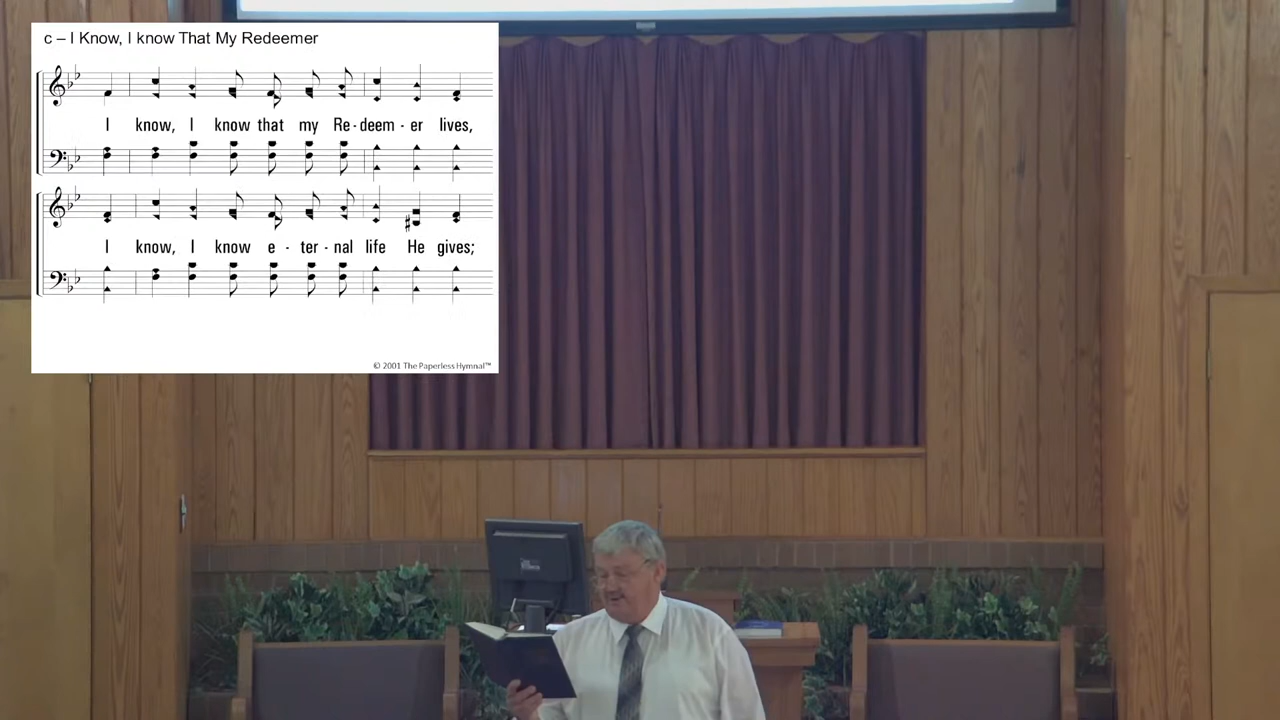 c – I Know, I know That My Redeemer
I know, I know that my Re - deem - er lives,
I know, I know e - ter - nal life He gives;
© 2001 The Paperless Hymnal™